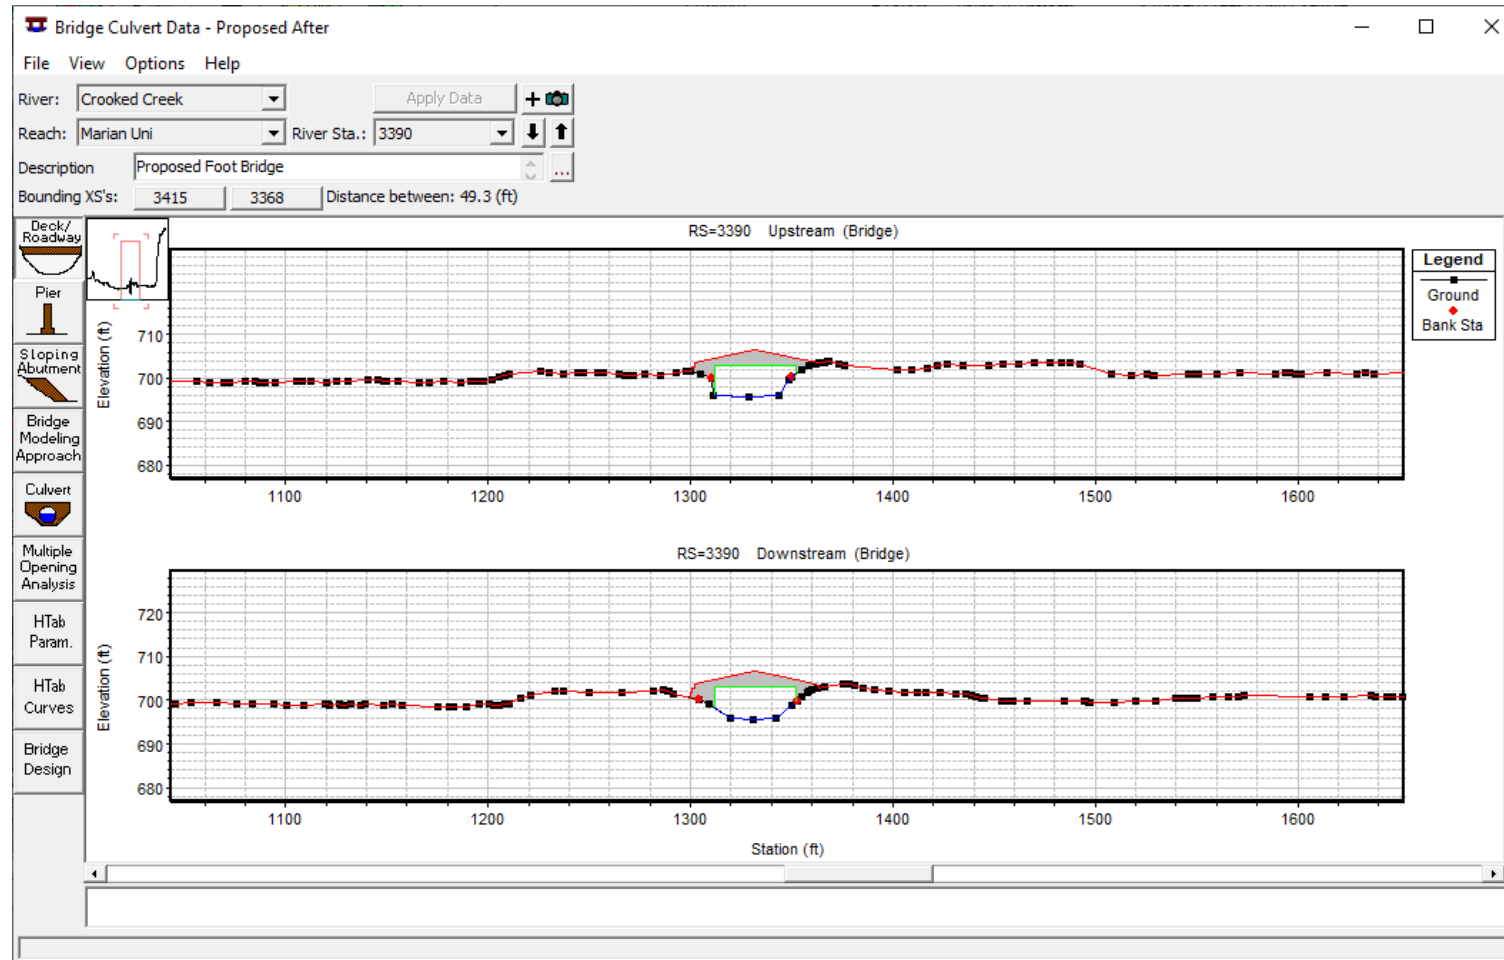 Bridge Culvert Data - Proposed After
File View Options Help
River: Crooked Creek Apply Data +
Reach: Marian Uni River Sta.: 3390
Description Proposed Foot Bridge ...
Bounding XS's: 3415 3368 Distance between: 49.3 (ft)
Deck/
Roadway
Pier
Sloping
Abutment
Bridge
Modeling
Approach
Culvert
Multiple
Opening
Analysis
HTab
Param.
HTab
Curves
Bridge
Design
RS=3390 Upstream (Bridge)
Elevation (ft)
710
700
690
680
1100 1200 1300 1400 1500 1600
Legend
Ground
Bank Sta
RS=3390 Downstream (Bridge)
Elevation (ft)
720
710
700
690
680
1100 1200 1300 1400 1500 1600
Station (ft)